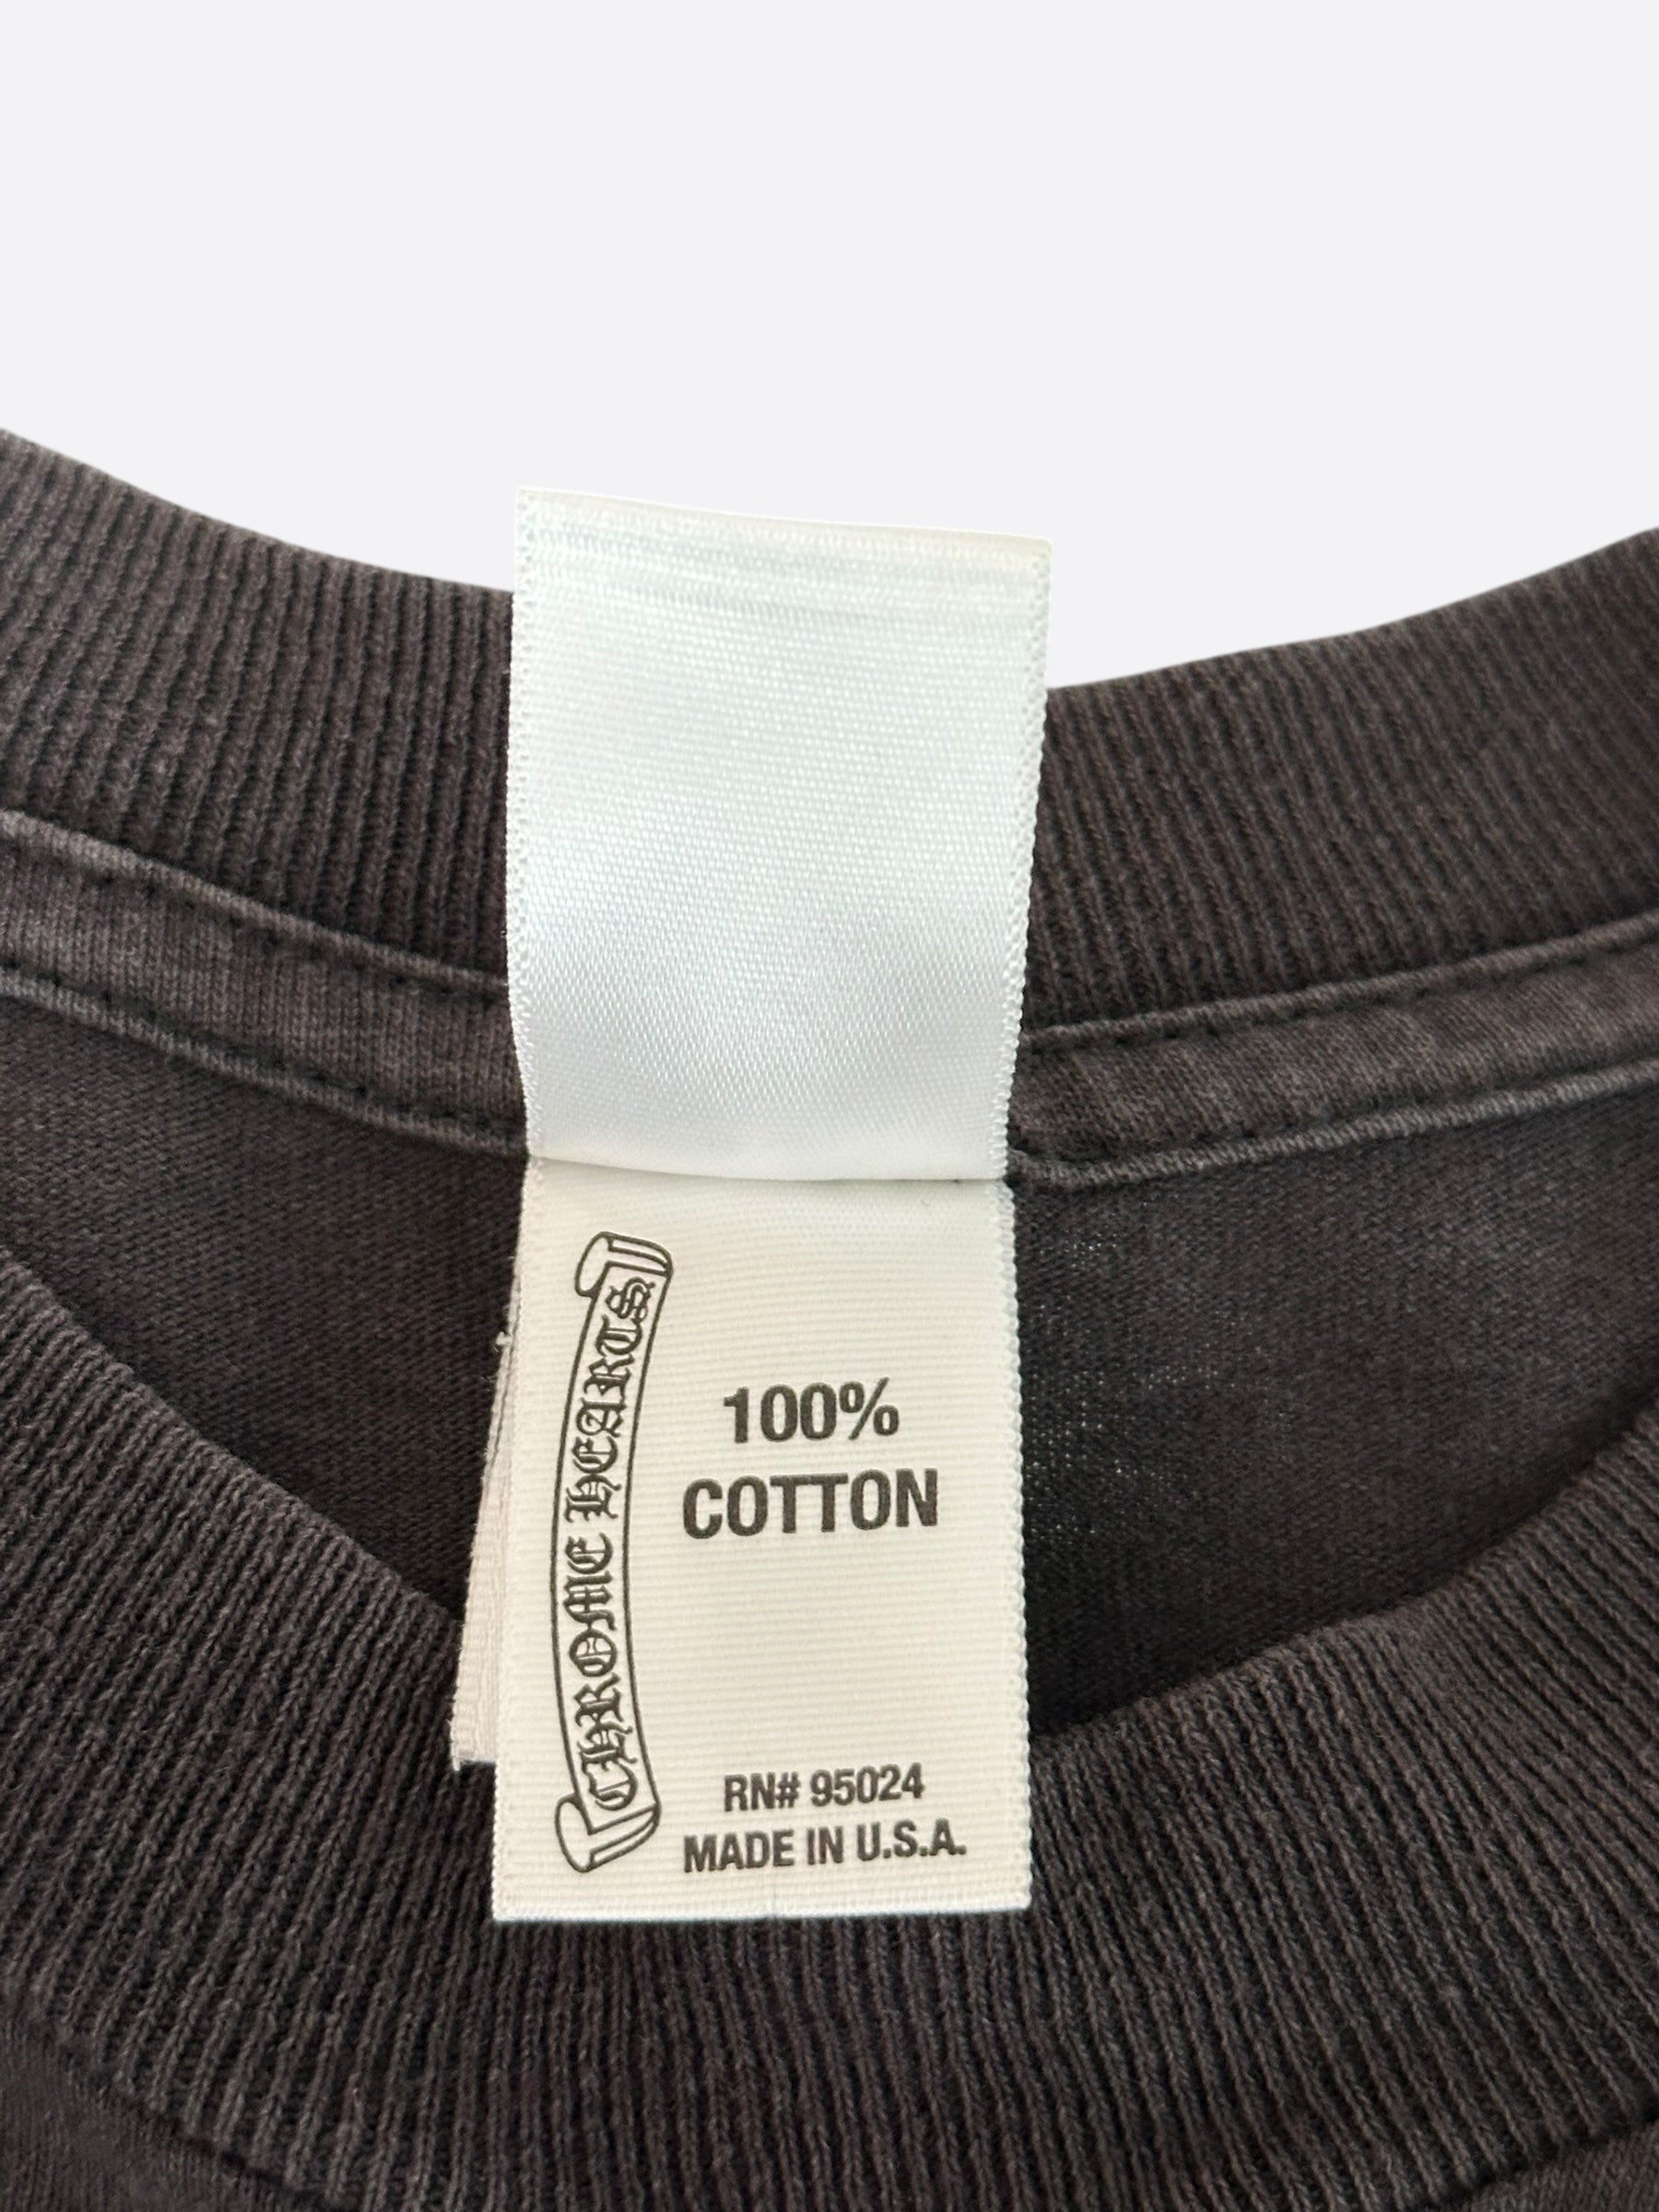 CHROME HEARTS
100%
COTTON
RN# 95024
MADE IN U.S.A.